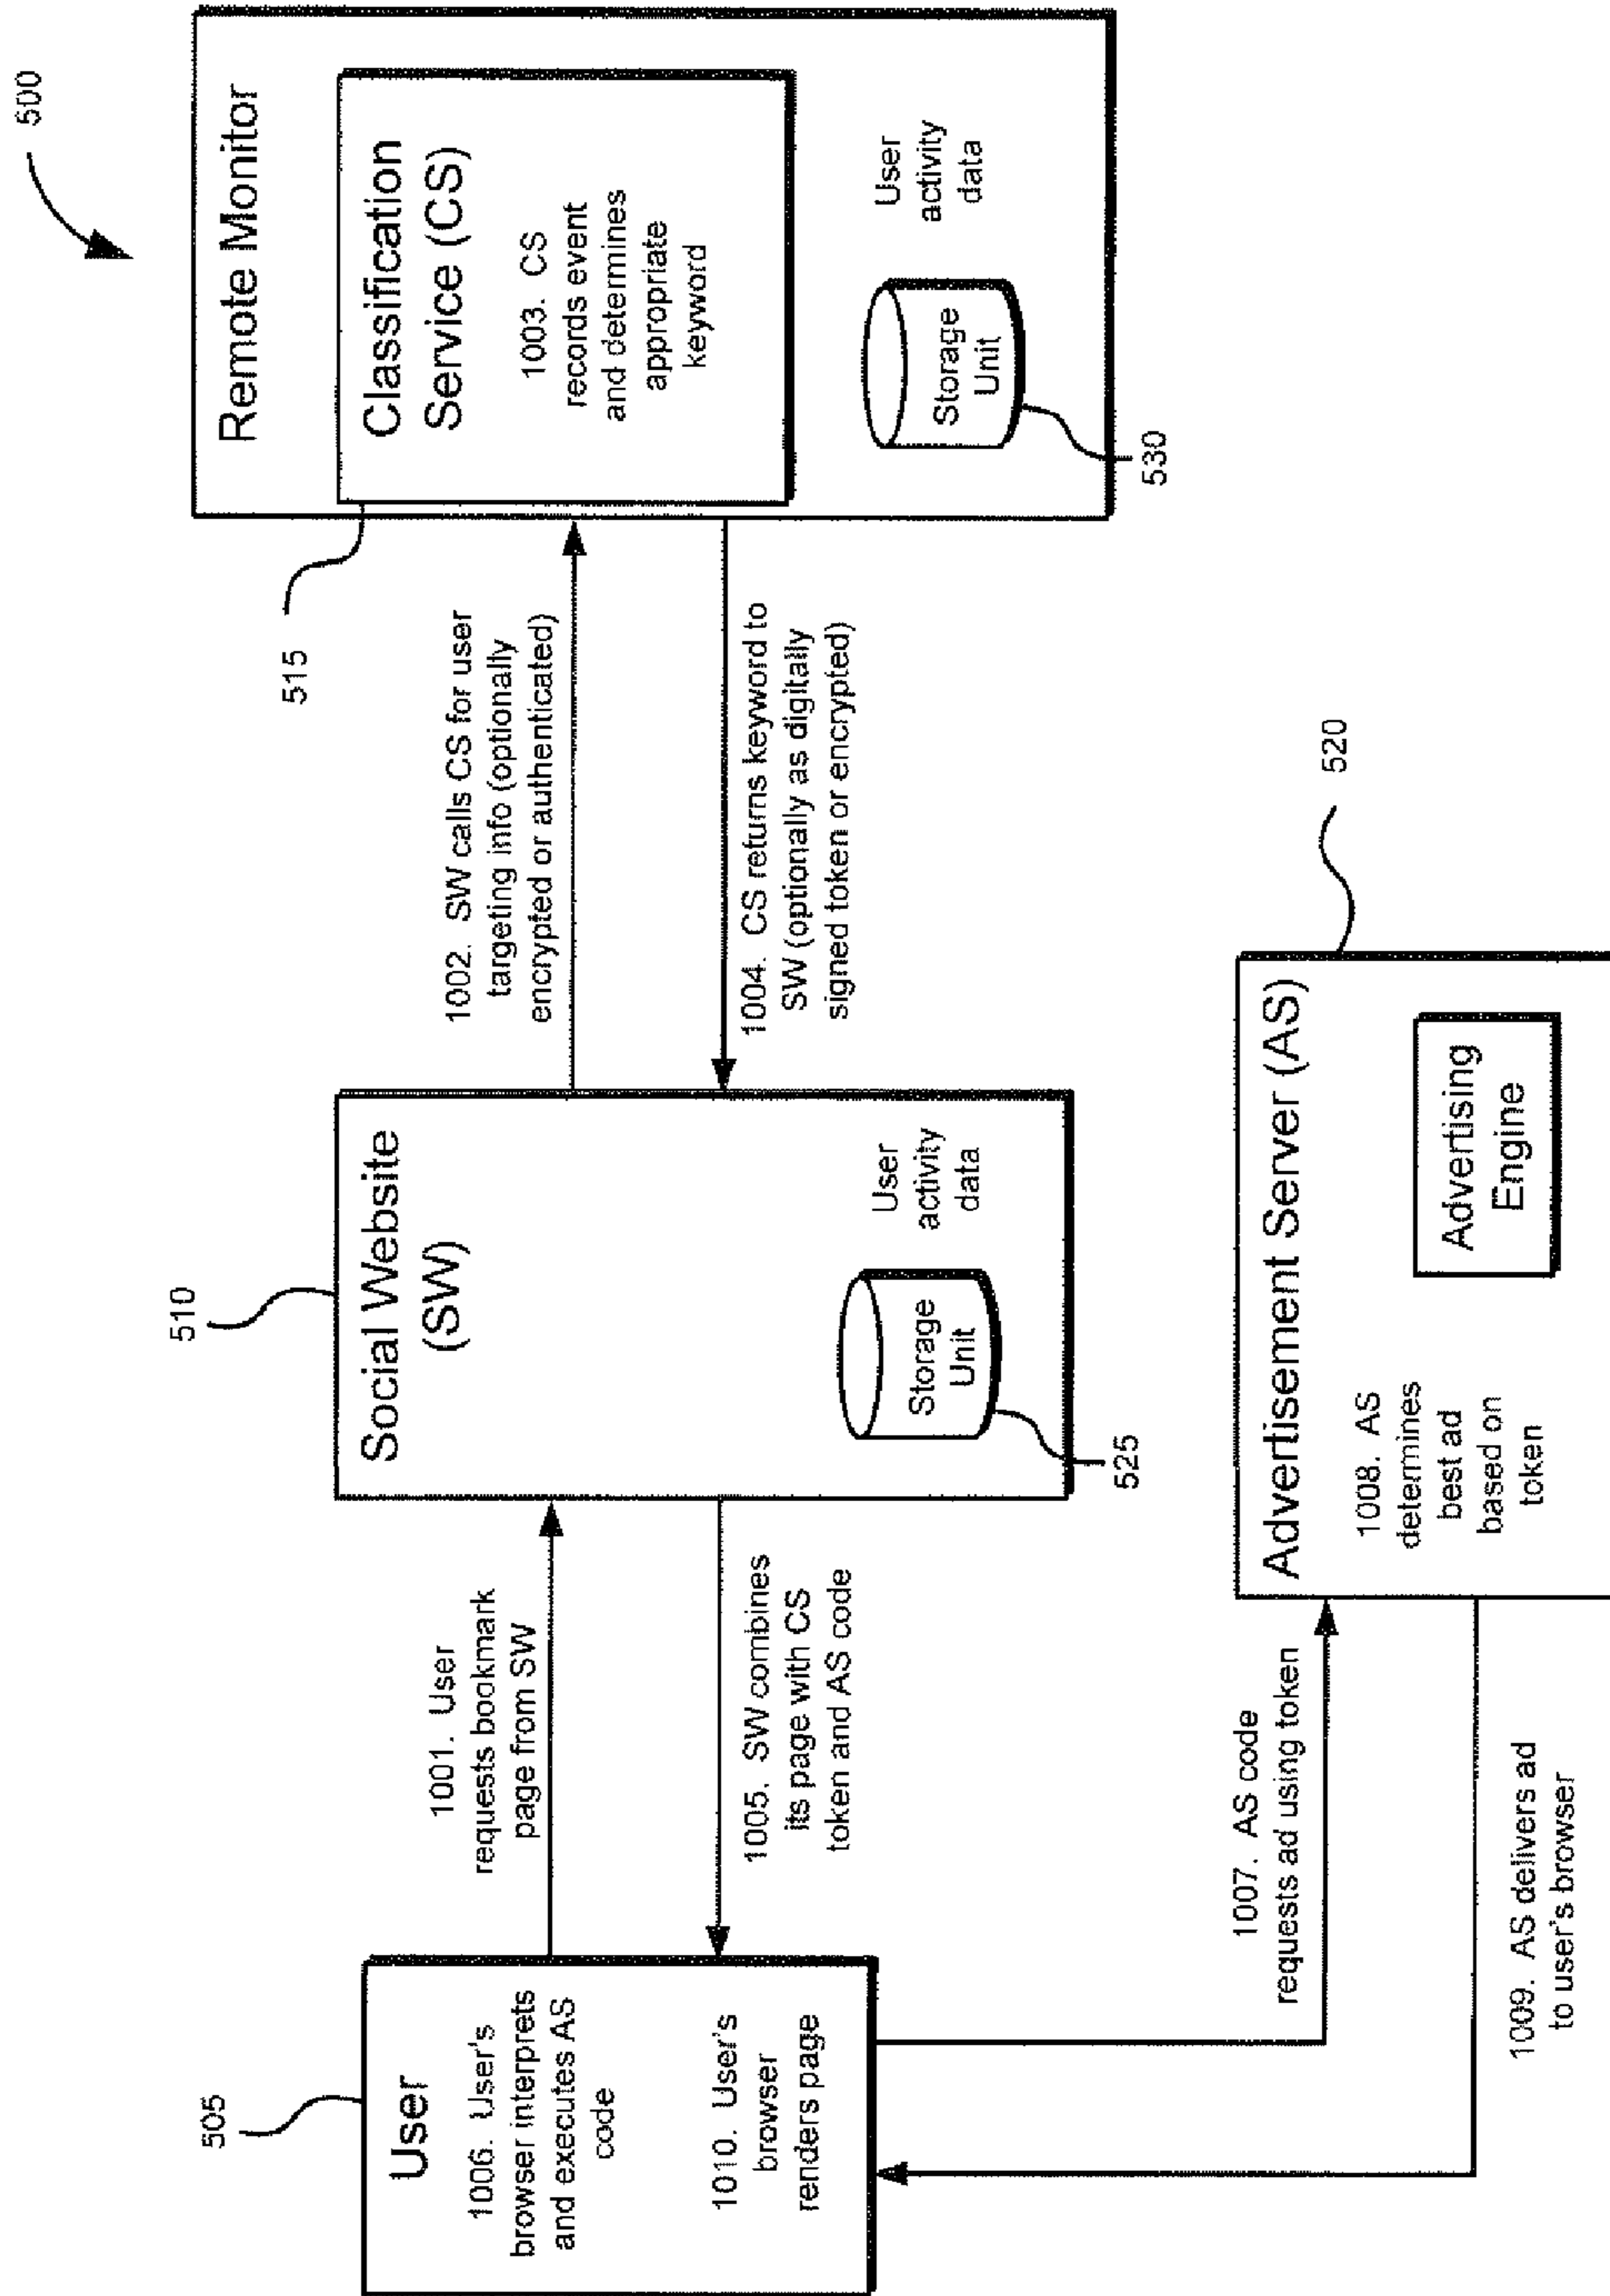 500
Remote Monitor
Classification
Service (CS)
1003. CS
records event
and determines
appropriate
keyword
User
activity
data
Storage
Unit
530
515
1002. SW calls CS for user
targeting info (optionally
encrypted or authenticated)
1004. CS returns keyword to
SW (optionally as digitally
signed token or encrypted)
510
Social Website
(SW)
User
activity
data
Storage
Unit
525
1001. User
requests bookmark
page from SW
1005. SW combines
its page with CS
token and AS code
505
User
1006. User's
browser interprets
and executes AS
code
1010. User's
browser
renders page
1007. AS code
requests ad using token
1009. AS delivers ad
to user's browser
520
Advertisement Server (AS)
1008. AS
determines
best ad
based on
token
Advertising
Engine